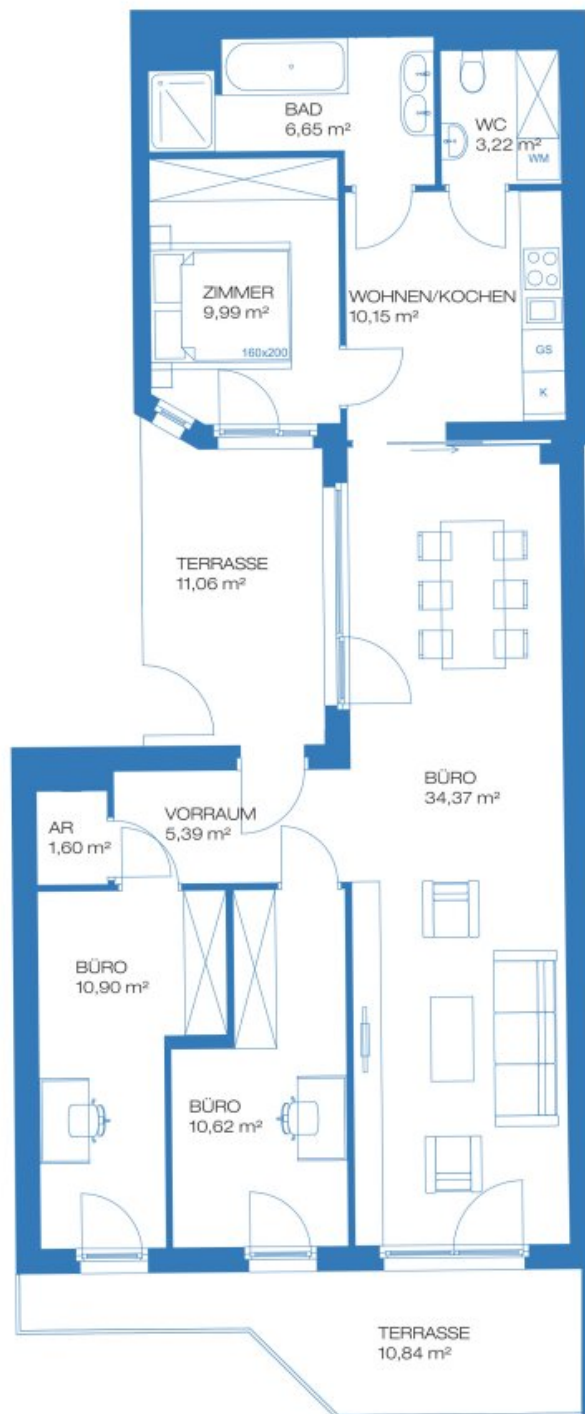 BAD
6,65 m²
WC
3,22 m²
WM
ZIMMER
9,99 m²
160x200
WOHNEN/KOCHEN
10,15 m²
GS
K
TERRASSE
11,06 m²
BÜRO
34,37 m²
VORRAUM
5,39 m²
AR
1,60 m²
BÜRO
10,90 m²
BÜRO
10,62 m²
TERRASSE
10,84 m²